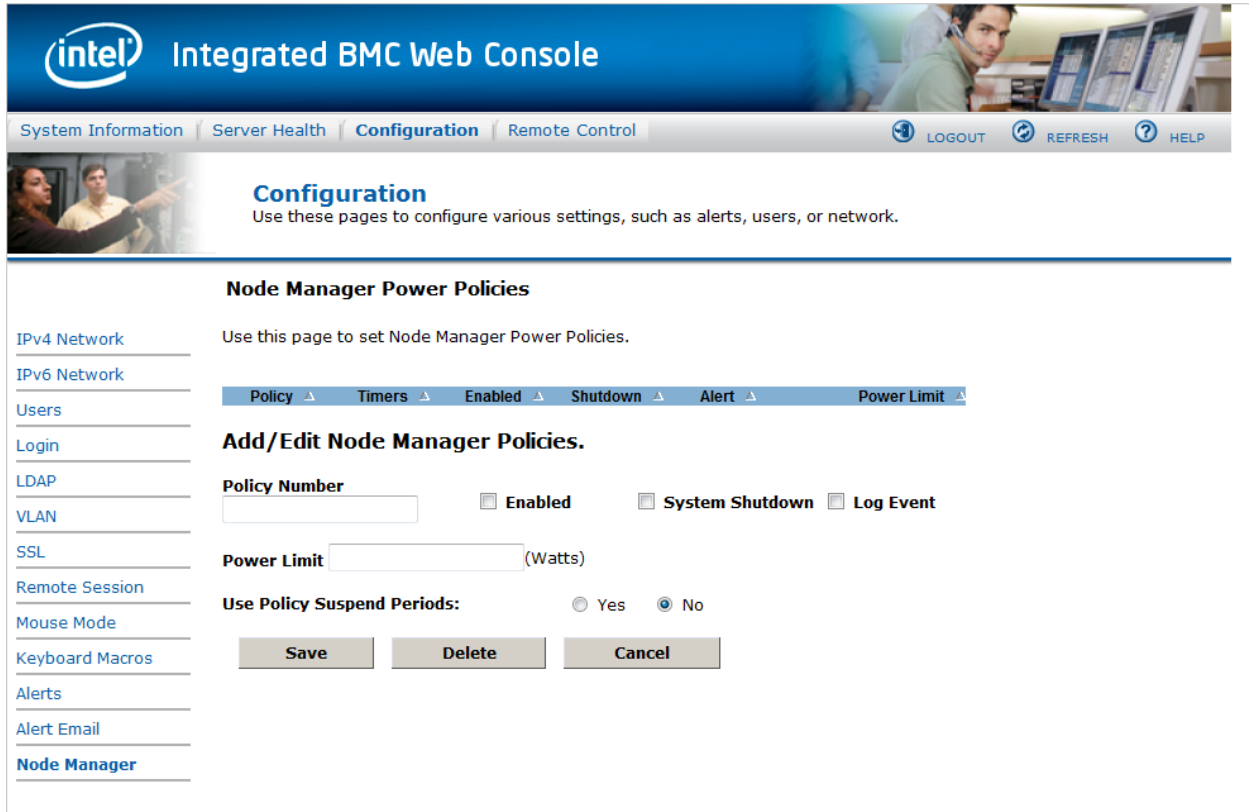 intel Integrated BMC Web Console
System Information Server Health Configuration Remote Control LOGOUT REFRESH ? HELP
Configuration
Use these pages to configure various settings, such as alerts, users, or network.
Node Manager Power Policies
Use this page to set Node Manager Power Policies.
IPv4 Network
IPv6 Network
Users
Login
LDAP
VLAN
SSL
Remote Session
Mouse Mode
Keyboard Macros
Alerts
Alert Email
Node Manager
Policy Timers Enabled Shutdown Alert Power Limit
Add/Edit Node Manager Policies.
Policy Number
Enabled System Shutdown Log Event
Power Limit (Watts)
Use Policy Suspend Periods: Yes No
Save Delete Cancel